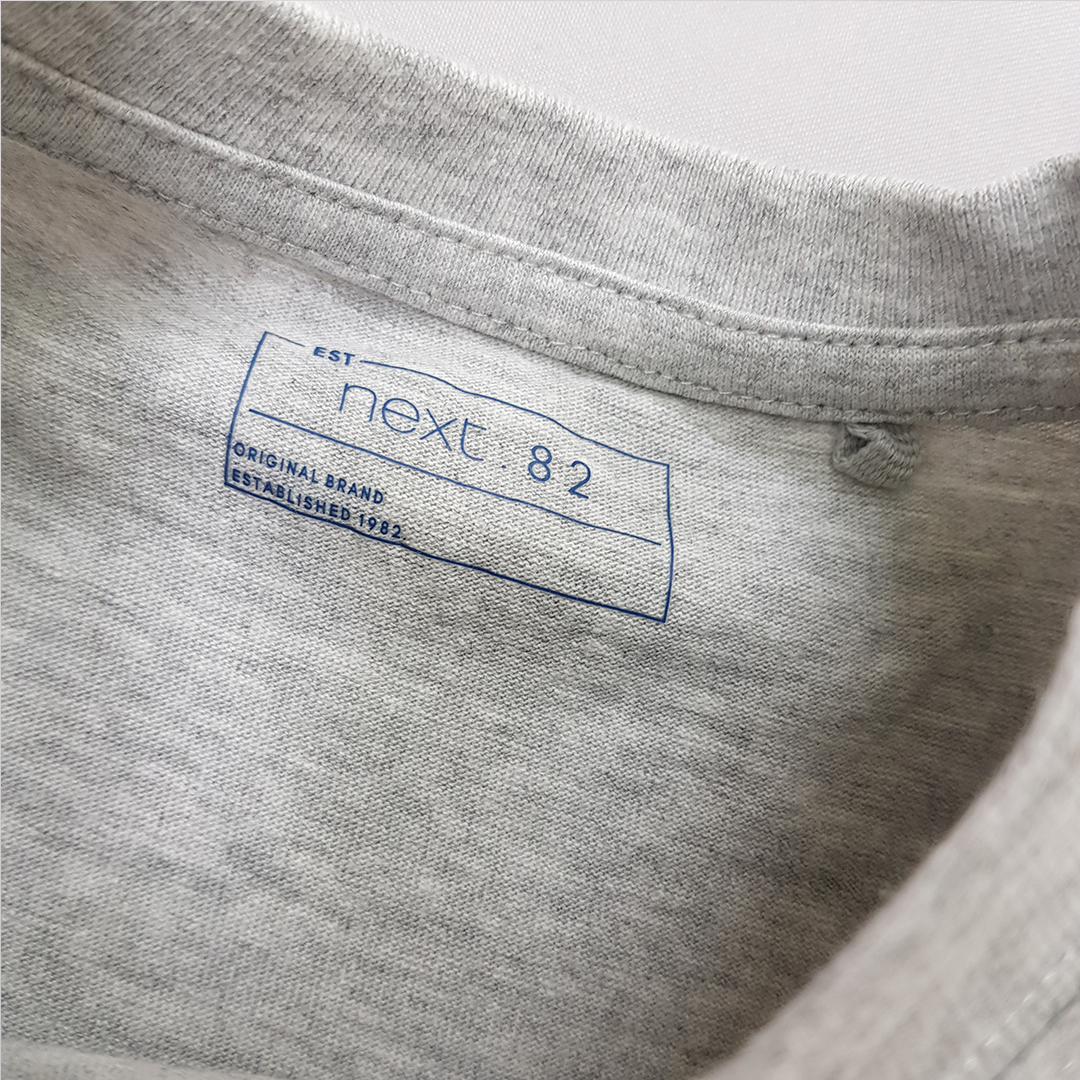 EST
next. 82
ORIGINAL BRAND
ESTABLISHED 1982